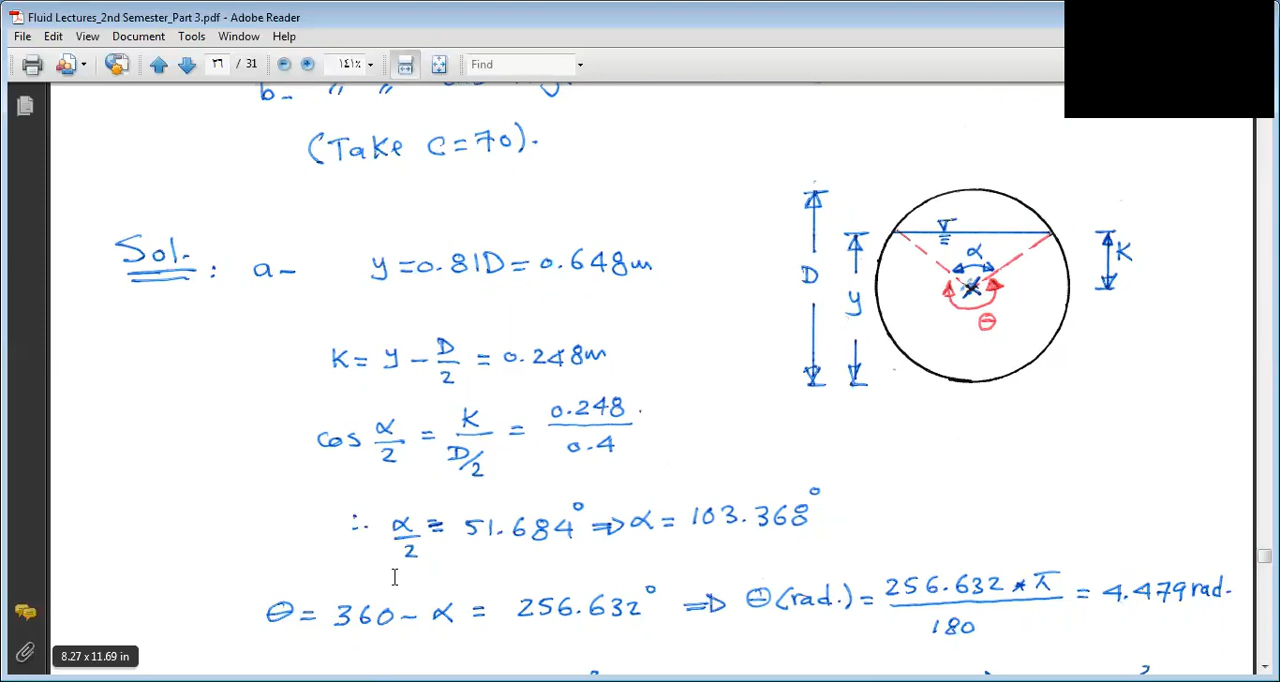 Fluid Lectures_2nd Semester_Part 3.pdf - Adobe Reader
File Edit View Document Tools Window Help
٢٦ / 31 ١٤١٪ Find
b- 〃 〃
(Take C=70).
Sol. : a- y = 0.81D = 0.648m
K = y - D/2 = 0.248m
cos α/2 = K / D/2 = 0.248 / 0.4
∴ α/2 = 51.684° ⇒ α = 103.368°
θ = 360 - α = 256.632° ⇒ θ (rad.) = 256.632 * π / 180 = 4.479 rad.
D
y
α
θ
K
8.27 x 11.69 in